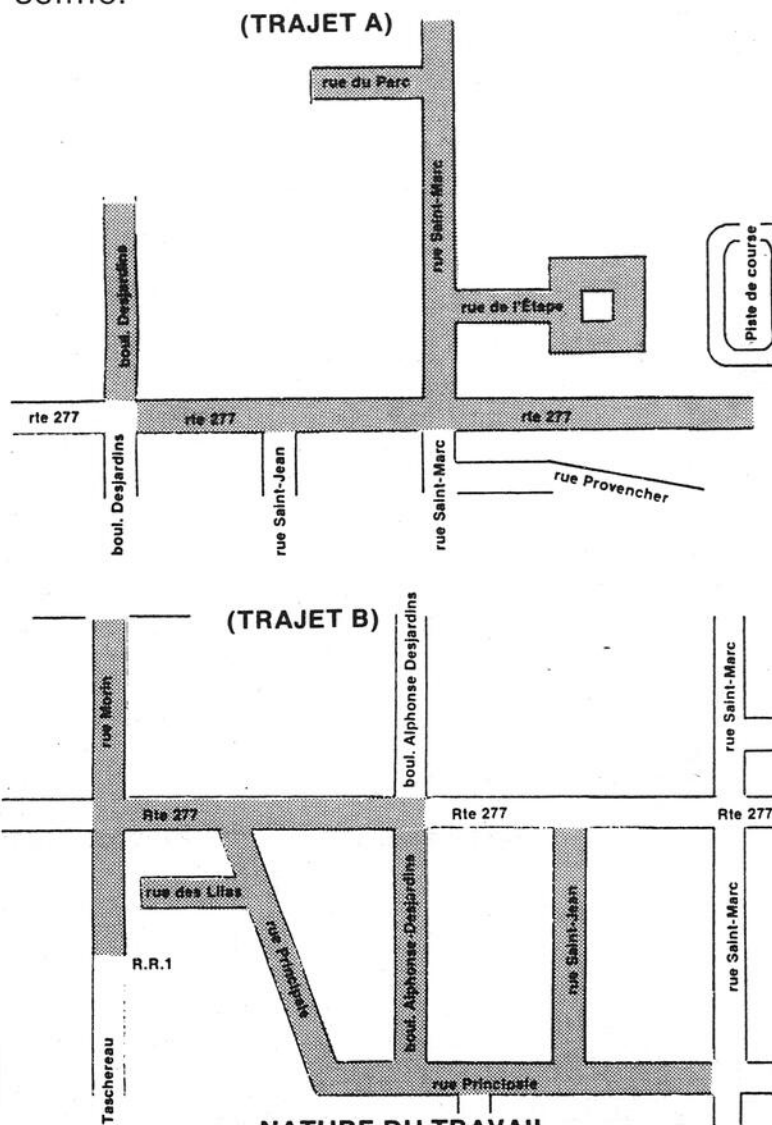 (TRAJET A)
rue du Parc
rue Saint-Marc
boul. Desjardins
rue de l'Étape
Piste de course
rte 277
rte 277
rte 277
boul. Desjardins
rue Saint-Jean
rue Saint-Marc
rue Provencher
(TRAJET B)
rue Morin
boul. Alphonse Desjardins
rue Saint-Marc
Rte 277
Rte 277
Rte 277
rue des Lilas
rue Principale
boul. Alphonse-Desjardins
rue Saint-Jean
rue Saint-Marc
R.R.1
Taschereau
rue Principale
NATURE DU TRAVAIL